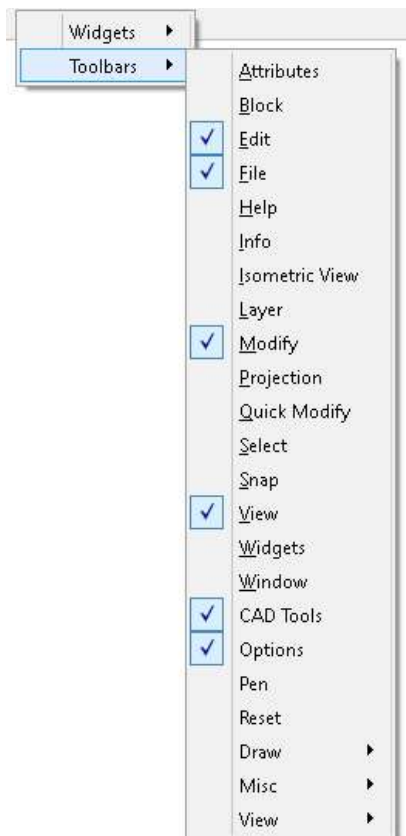 Widgets
Toolbars
Attributes
Block
Edit
File
Help
Info
Isometric View
Layer
Modify
Projection
Quick Modify
Select
Snap
View
Widgets
Window
CAD Tools
Options
Pen
Reset
Draw
Misc
View